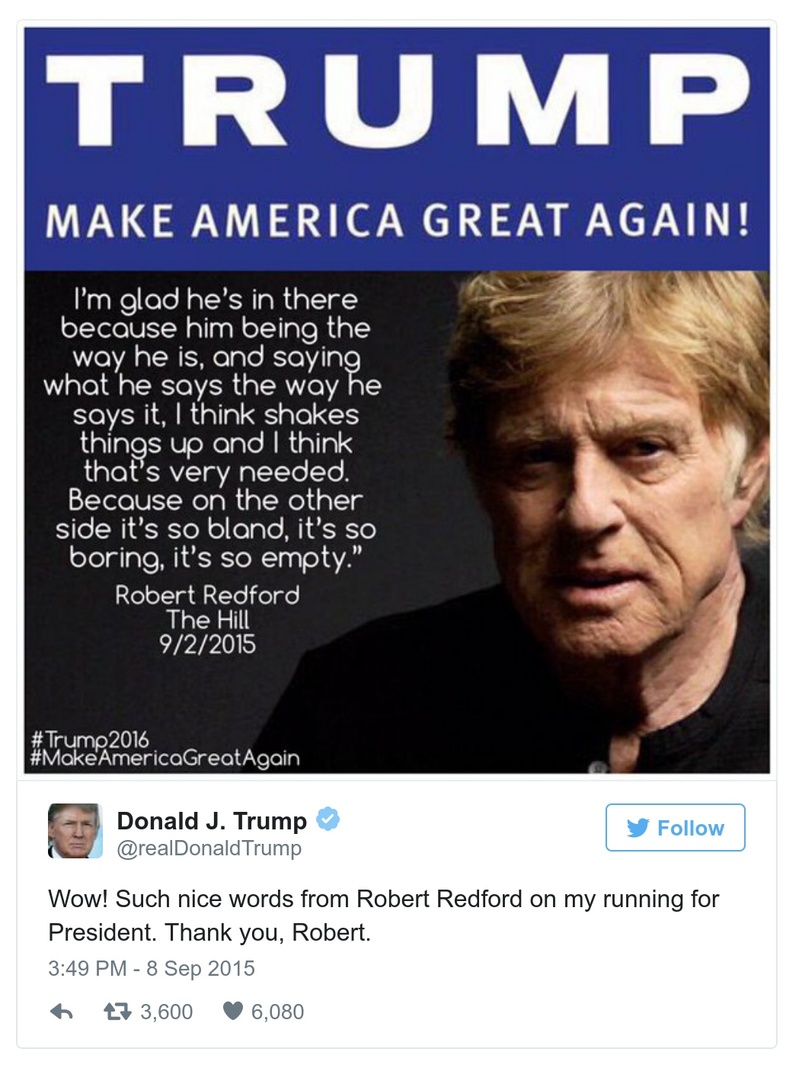 TRUMP
MAKE AMERICA GREAT AGAIN!
I'm glad he's in there
because him being the
way he is, and saying
what he says the way he
says it, I think shakes
things up and I think
that's very needed.
Because on the other
side it's so bland, it's so
boring, it's so empty."
Robert Redford
The Hill
9/2/2015
#Trump2016
#MakeAmericaGreatAgain
Donald J. Trump
@realDonaldTrump
Follow
Wow! Such nice words from Robert Redford on my running for
President. Thank you, Robert.
3:49 PM - 8 Sep 2015
3,600 6,080